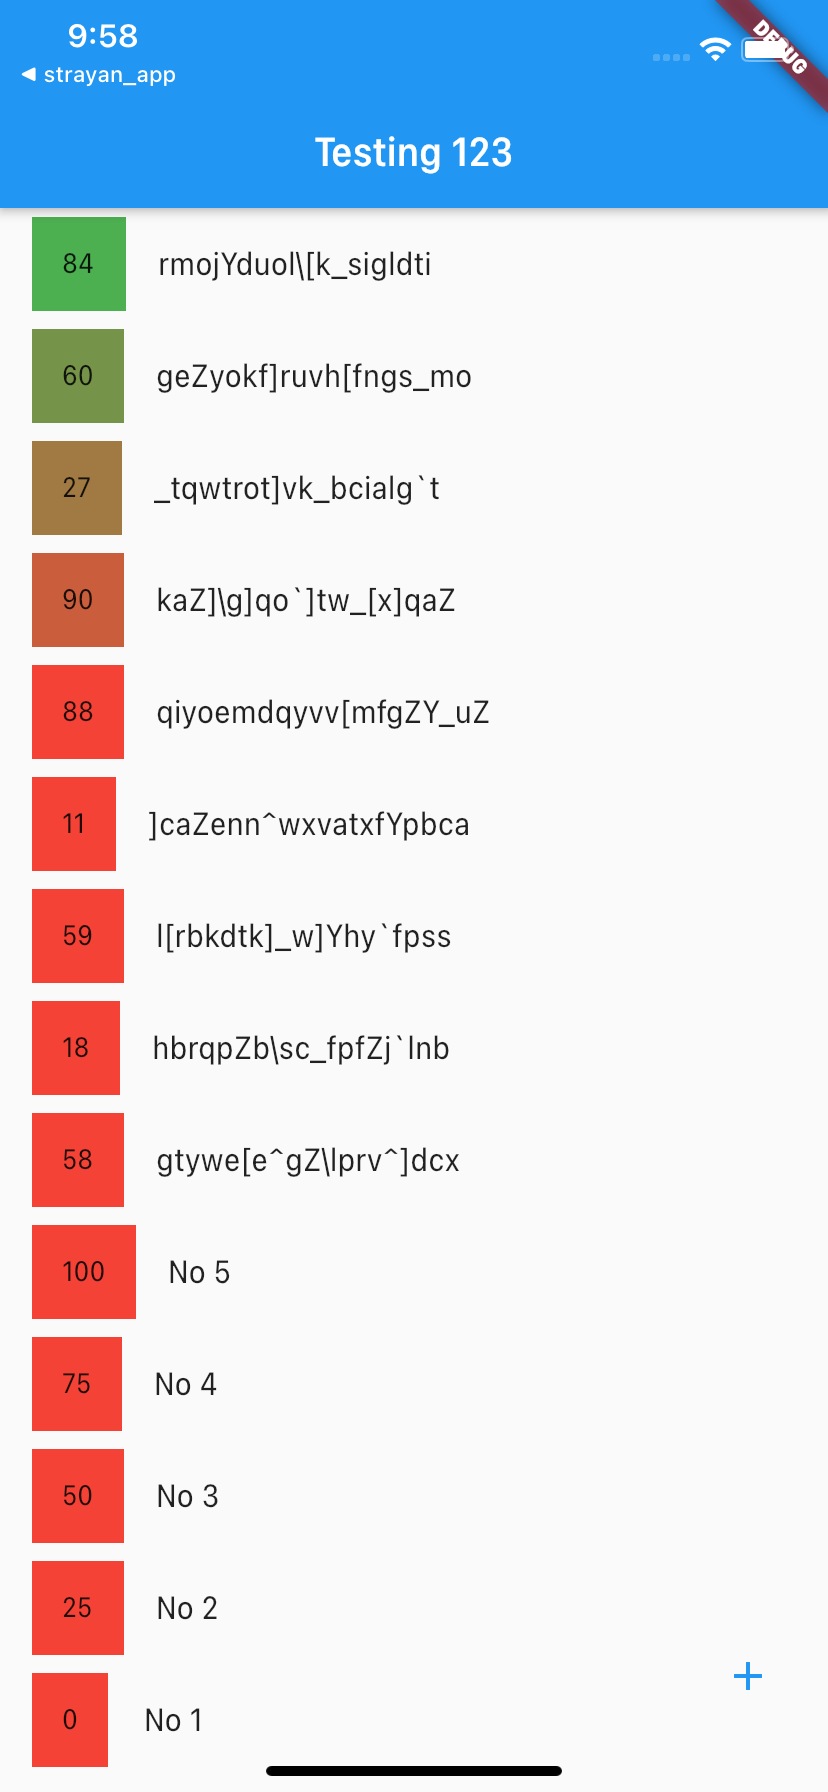 9:58
DEBUG
◀ strayan_app
Testing 123
84 rmojYduol\[k_sigldti
60 geZyokf]ruvh[fngs_mo
27 _tqwtrot]vk_bcialg`t
90 kaZ]\g]qo`]tw_[x]qaZ
88 qiyoemdqyvv[mfgZY_uZ
11 ]caZenn^wxvatxfYpbca
59 l[rbkdtk]_w]Yhy`fpss
18 hbrqpZb\sc_fpfZj`lnb
58 gtywe[e^gZ\lprv^]dcx
100 No 5
75 No 4
50 No 3
25 No 2
0 No 1